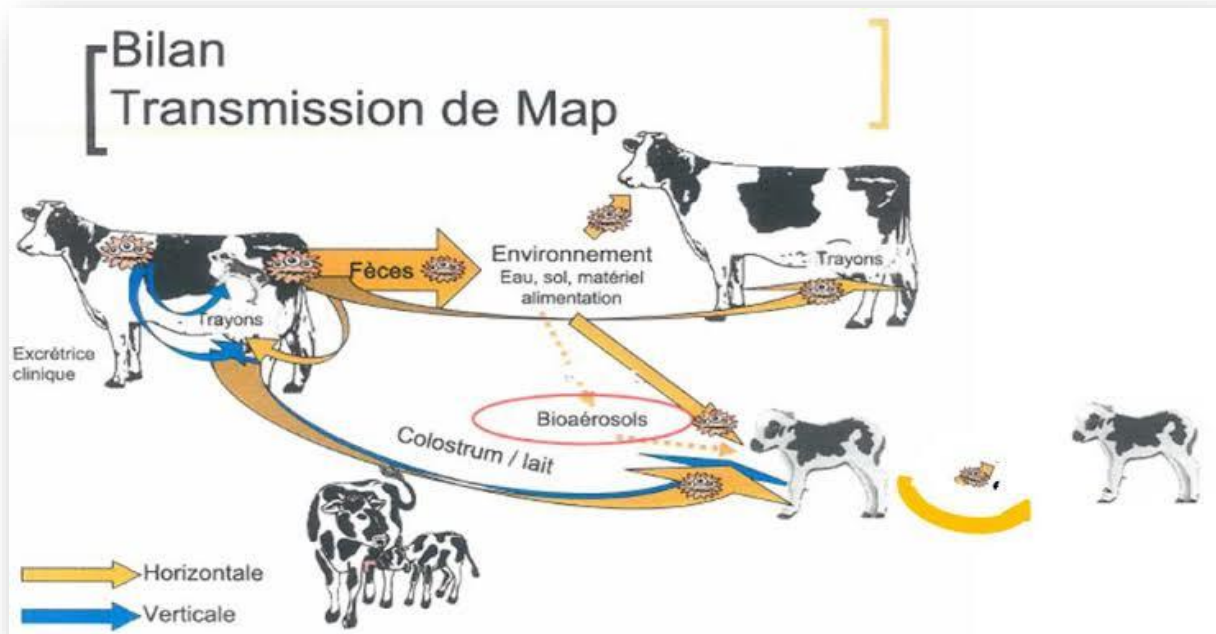 Bilan
Transmission de Map
Fèces
Environnement
Eau, sol, matériel
alimentation
Trayons
Trayons
Excrétrice
clinique
Bioaérosols
Colostrum / lait
Horizontale
Verticale